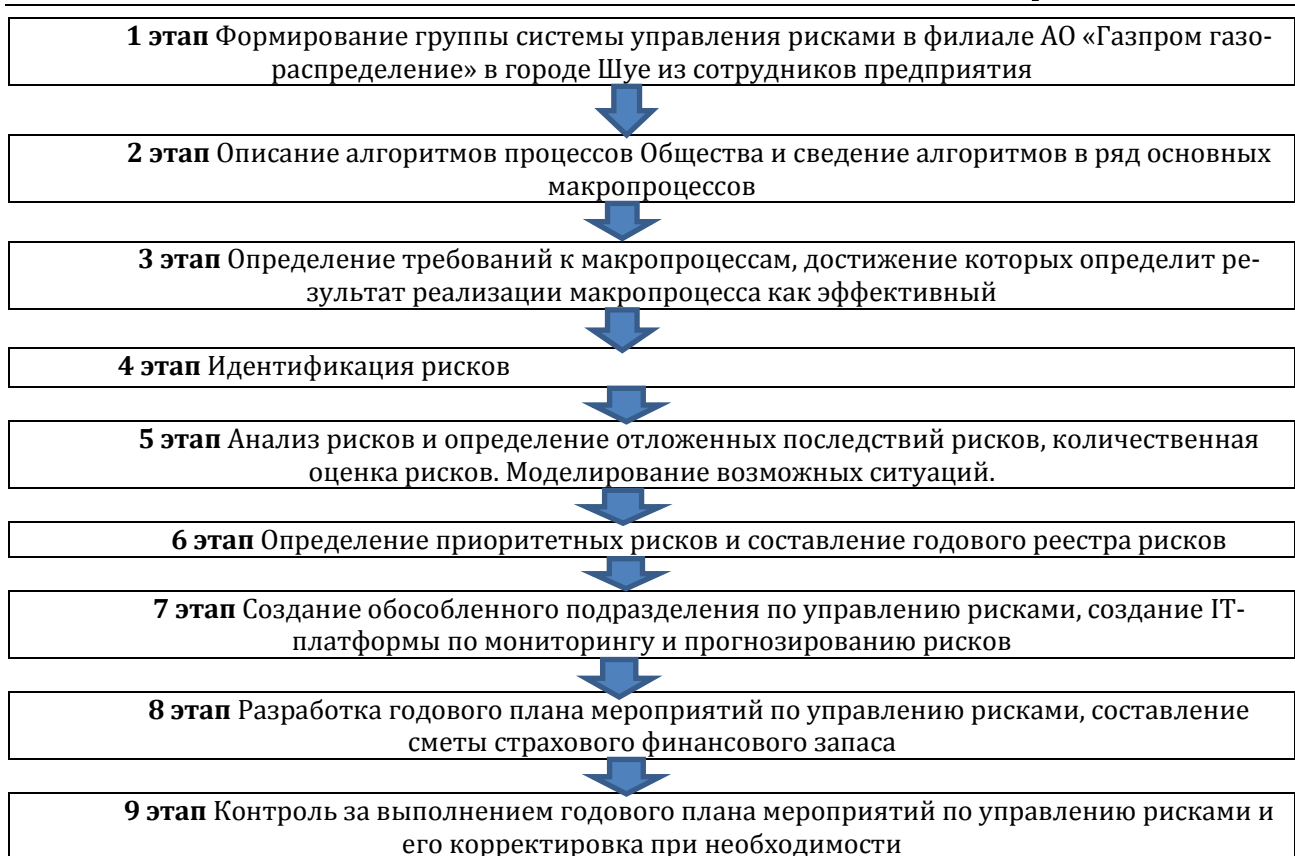 1 этап Формирование группы системы управления рисками в филиале АО «Газпром газо-
распределение» в городе Шуе из сотрудников предприятия
2 этап Описание алгоритмов процессов Общества и сведение алгоритмов в ряд основных
макропроцессов
3 этап Определение требований к макропроцессам, достижение которых определит ре-
зультат реализации макропроцесса как эффективный
4 этап Идентификация рисков
5 этап Анализ рисков и определение отложенных последствий рисков, количественная
оценка рисков. Моделирование возможных ситуаций.
6 этап Определение приоритетных рисков и составление годового реестра рисков
7 этап Создание обособленного подразделения по управлению рисками, создание IT-
платформы по мониторингу и прогнозированию рисков
8 этап Разработка годового плана мероприятий по управлению рисками, составление
сметы страхового финансового запаса
9 этап Контроль за выполнением годового плана мероприятий по управлению рисками и
его корректировка при необходимости